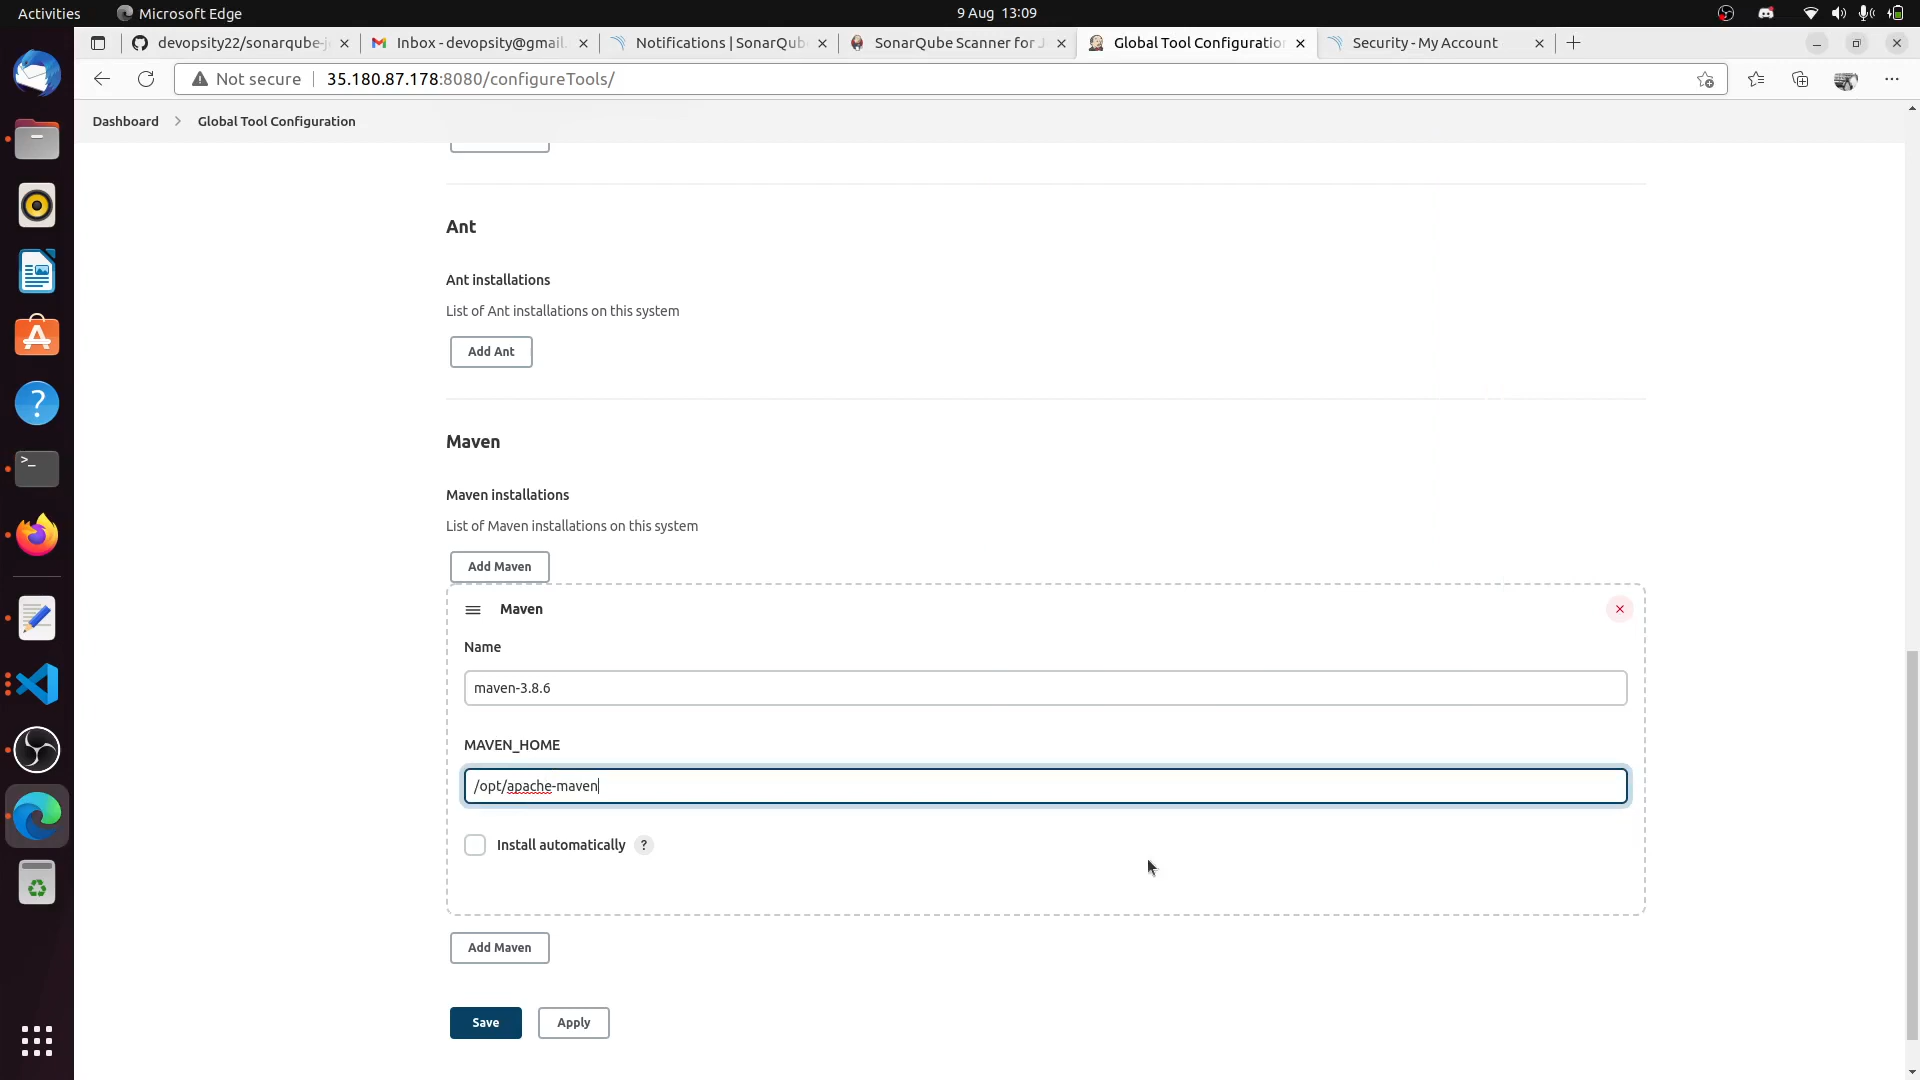 Activities
Microsoft Edge
9 Aug 13:09
devopsity22/sonarqube-j
Inbox - devopsity@gmail.
Notifications | SonarQub
SonarQube Scanner for J
Global Tool Configuration
Security - My Account
Not secure
35.180.87.178:8080/configureTools/
Dashboard
Global Tool Configuration
Ant
Ant installations
List of Ant installations on this system
Add Ant
Maven
Maven installations
List of Maven installations on this system
Add Maven
Maven
Name
maven-3.8.6
MAVEN_HOME
/opt/apache-maven
Install automatically ?
Add Maven
Save
Apply